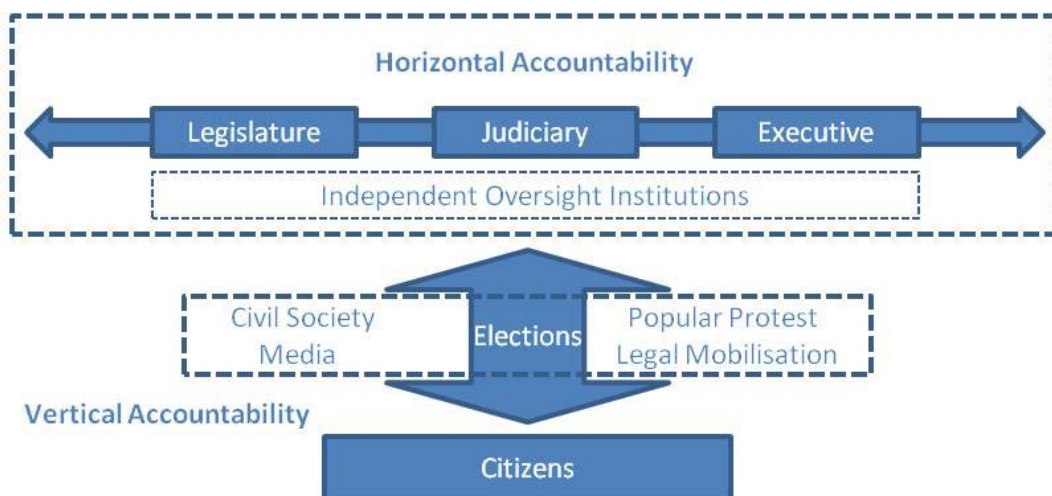 Horizontal Accountability
Legislature
Judiciary
Executive
Independent Oversight Institutions
Civil Society
Media
Elections
Popular Protest
Legal Mobilisation
Vertical Accountability
Citizens